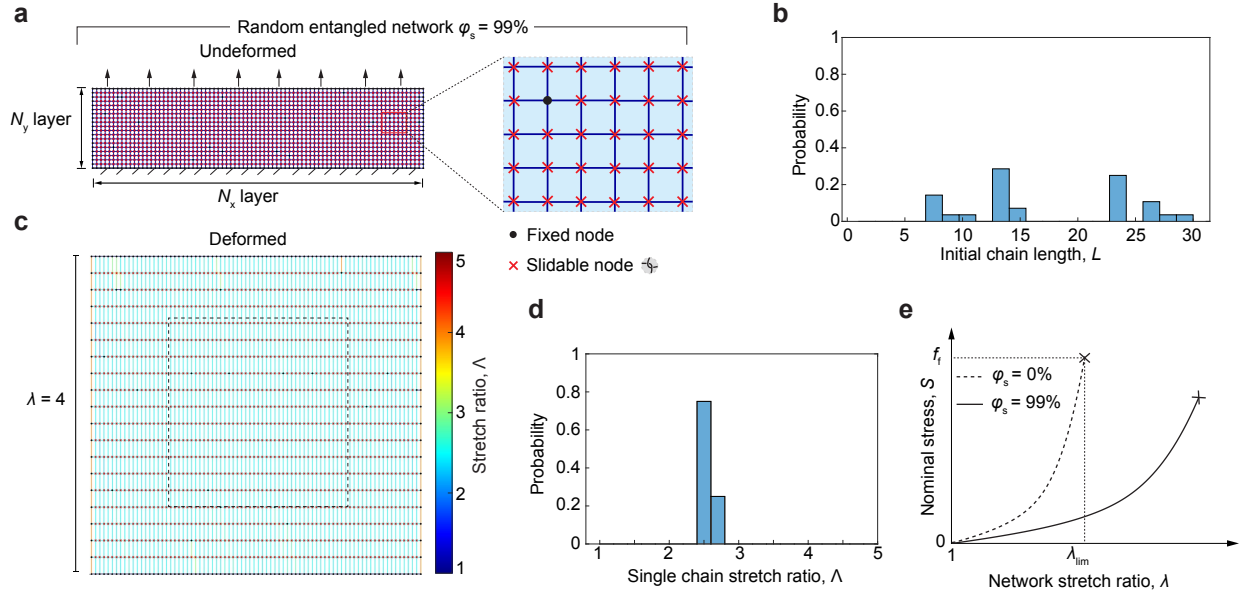 a
Random entangled network φs = 99%
Undeformed
Ny layer
Nx layer
Fixed node
Slidable node
b
Probability
1
0.8
0.6
0.4
0.2
0
0 5 10 15 20 25 30
Initial chain length, L
c
Deformed
λ = 4
5
4
3
2
1
Stretch ratio, Λ
d
Probability
1
0.8
0.6
0.4
0.2
0
1 2 3 4 5
Single chain stretch ratio, Λ
e
Nominal stress, S
ff
φs = 0%
φs = 99%
0
1
λlim
Network stretch ratio, λ